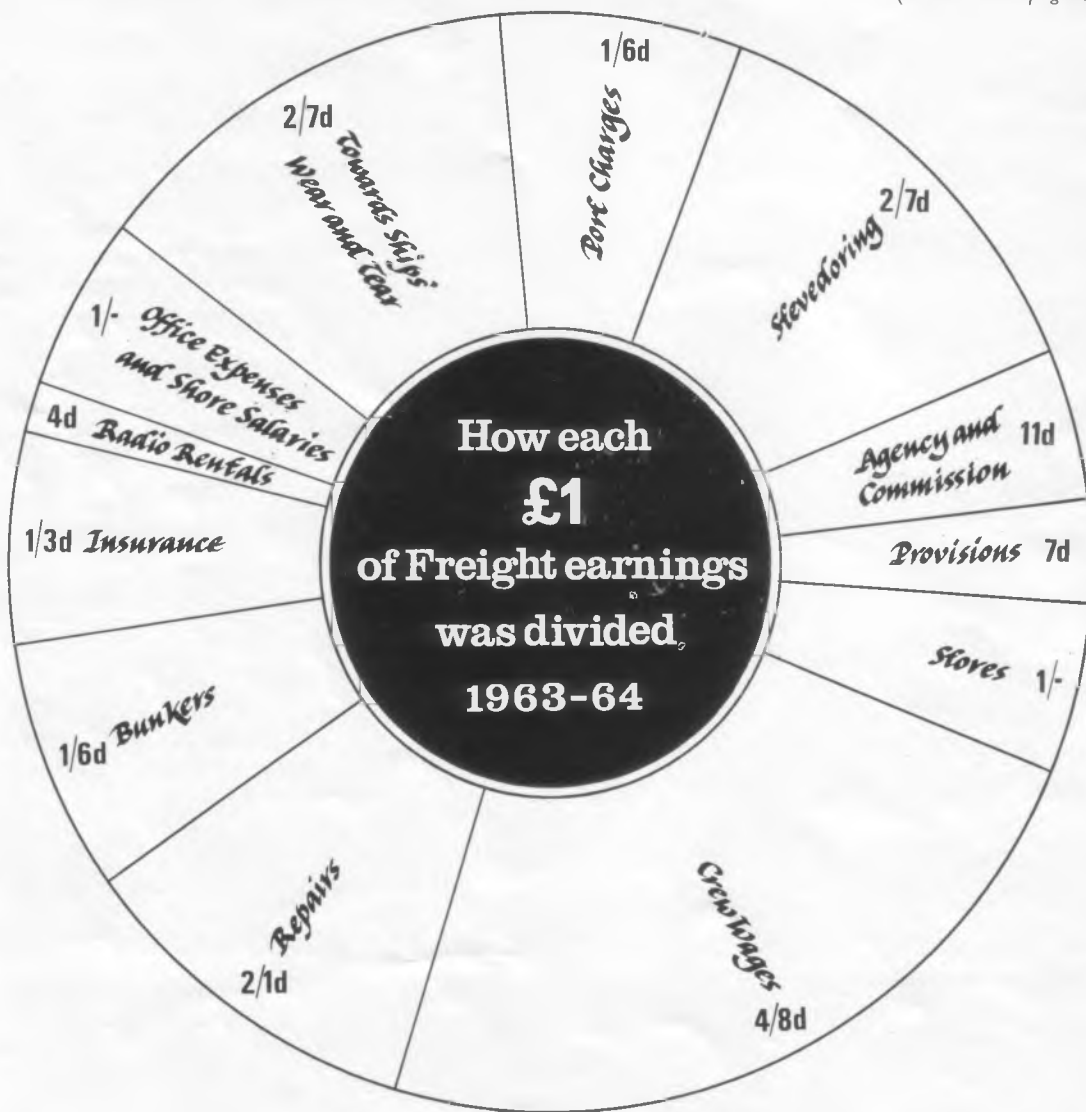 1/6d
Port Charges
2/7d
Stevedoring
Agency and
Commission
11d
Provisions 7d
Stores 1/-
Crew Wages
4/8d
Repairs
2/1d
Bunkers
1/6d
1/3d Insurance
4d Radio Rentals
1/- Office Expenses
and Shore Salaries
2/7d Towards Ships'
Wear and Tear
How each
£1
of Freight earnings
was divided
1963-64